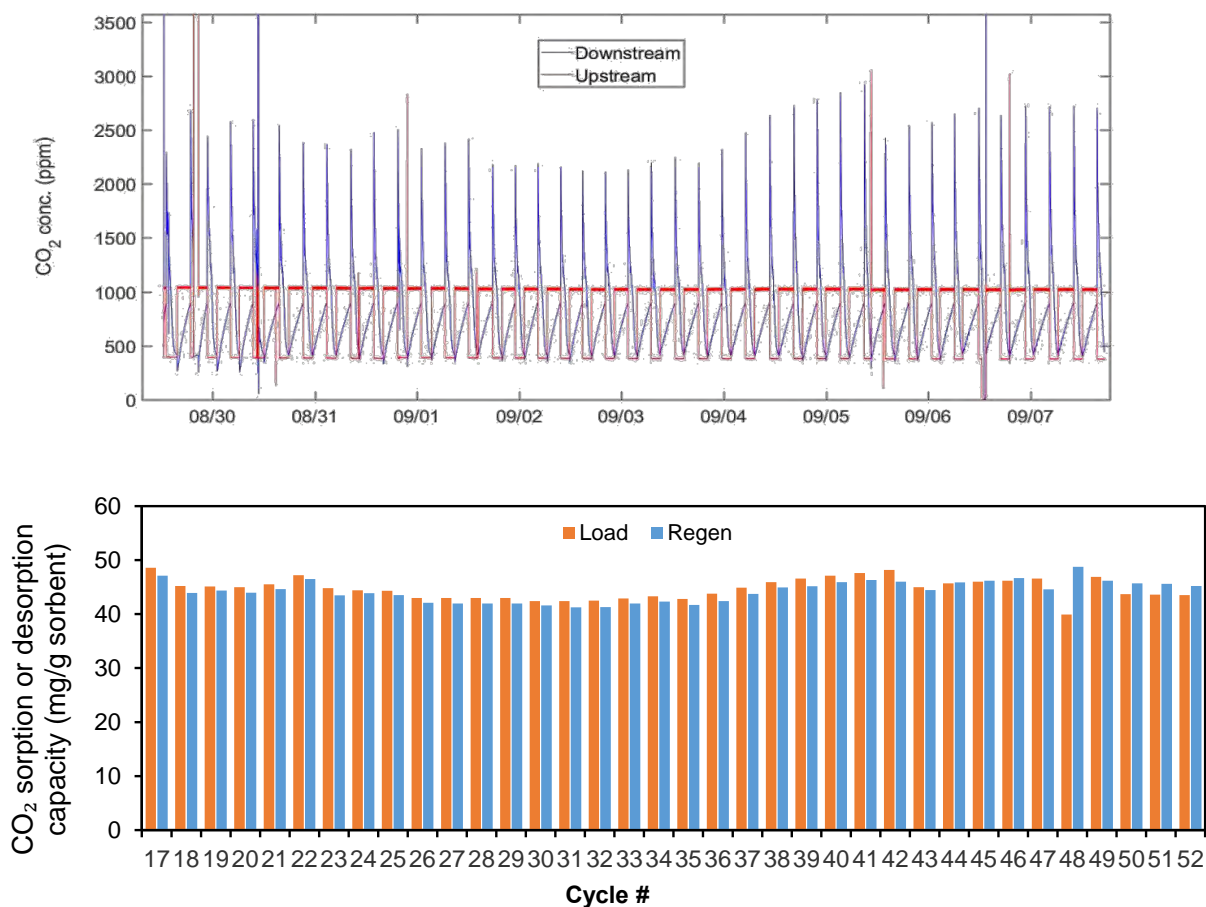 3500
3000
2500
2000
1500
1000
500
0
CO₂ conc. (ppm)
Downstream
Upstream
08/30 08/31 09/01 09/02 09/03 09/04 09/05 09/06 09/07
60
50
40
30
20
10
0
CO₂ sorption or desorption
capacity (mg/g sorbent)
Load Regen
17 18 19 20 21 22 23 24 25 26 27 28 29 30 31 32 33 34 35 36 37 38 39 40 41 42 43 44 45 46 47 48 49 50 51 52
Cycle #